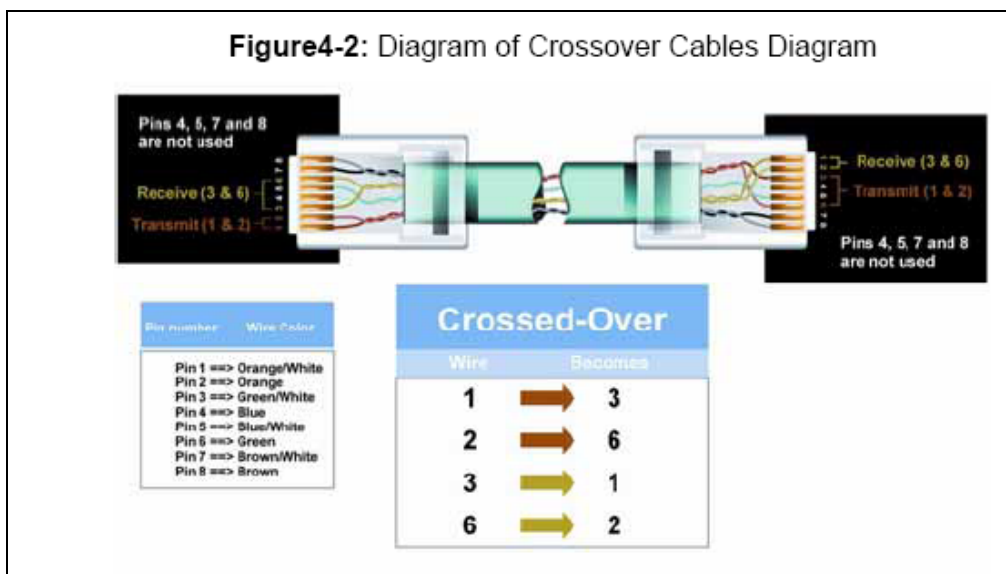 Figure4-2: Diagram of Crossover Cables Diagram
Pins 4, 5, 7 and 8
are not used
Receive (3 & 6)
Transmit (1 & 2)
Receive (3 & 6)
Transmit (1 & 2)
Pins 4, 5, 7 and 8
are not used
Pin number Wire Color
Pin 1 ==> Orange/White
Pin 2 ==> Orange
Pin 3 ==> Green/White
Pin 4 ==> Blue
Pin 5 ==> Blue/White
Pin 6 ==> Green
Pin 7 ==> Brown/White
Pin 8 ==> Brown
Crossed-Over
Wire Becomes
1 3
2 6
3 1
6 2